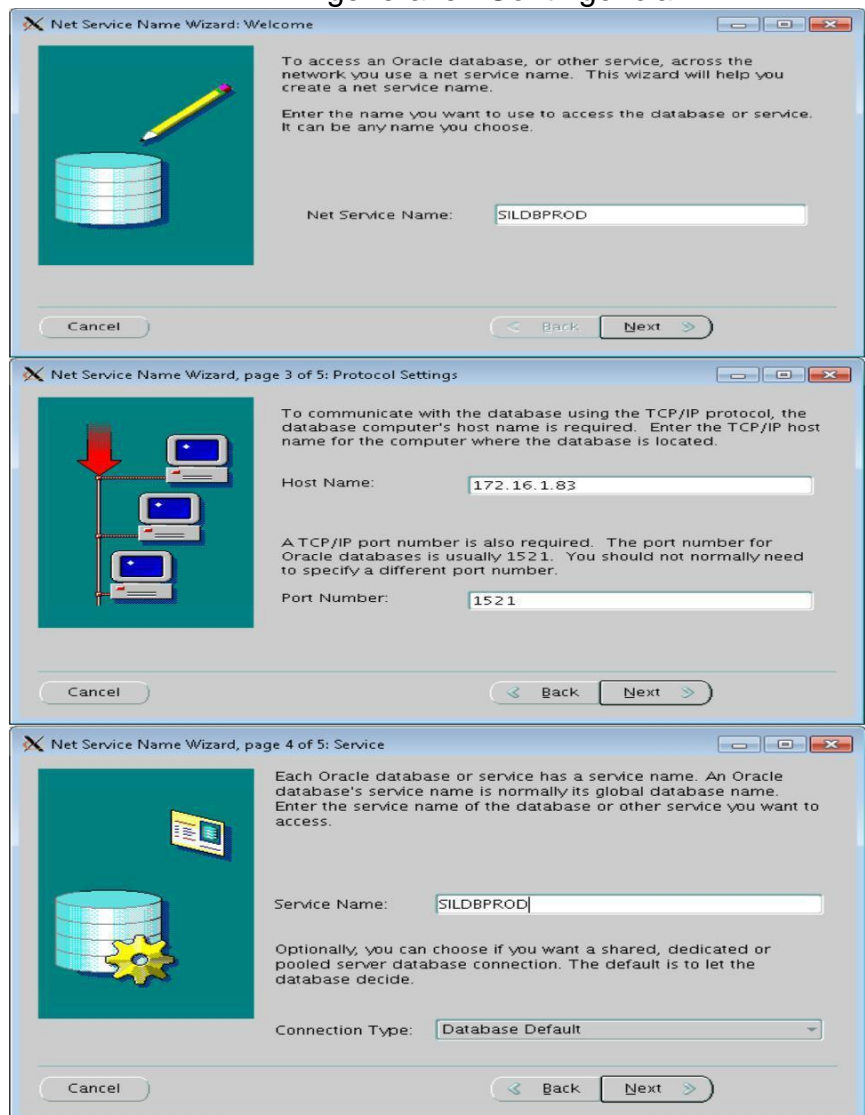 Net Service Name Wizard: Welcome
To access an Oracle database, or other service, across the
network you use a net service name. This wizard will help you
create a net service name.
Enter the name you want to use to access the database or service.
It can be any name you choose.
Net Service Name: SILDBPROD
Cancel Back Next
Net Service Name Wizard, page 3 of 5: Protocol Settings
To communicate with the database using the TCP/IP protocol, the
database computer's host name is required. Enter the TCP/IP host
name for the computer where the database is located.
Host Name: 172.16.1.83
A TCP/IP port number is also required. The port number for
Oracle databases is usually 1521. You should not normally need
to specify a different port number.
Port Number: 1521
Cancel Back Next
Net Service Name Wizard, page 4 of 5: Service
Each Oracle database or service has a service name. An Oracle
database's service name is normally its global database name.
Enter the service name of the database or other service you want to
access.
Service Name: SILDBPROD
Optionally, you can choose if you want a shared, dedicated or
pooled server database connection. The default is to let the
database decide.
Connection Type: Database Default
Cancel Back Next